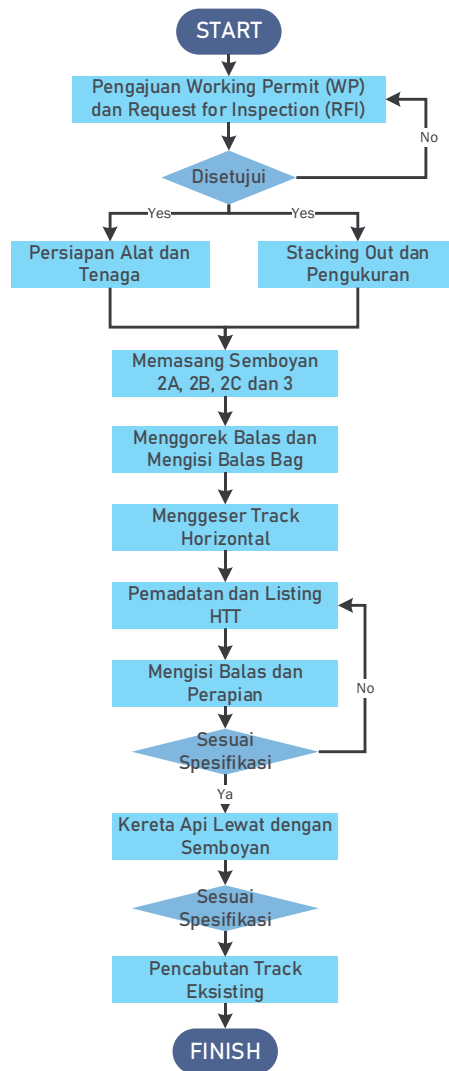 START
Pengajuan Working Permit (WP)
dan Request for Inspection (RFI)
No
Disetujui
Yes
Yes
Persiapan Alat dan
Tenaga
Stacking Out dan
Pengukuran
Memasang Semboyan
2A, 2B, 2C dan 3
Menggorek Balas dan
Mengisi Balas Bag
Menggeser Track
Horizontal
Pemadatan dan Listing
HTT
Mengisi Balas dan
Perapian
No
Sesuai
Spesifikasi
Ya
Kereta Api Lewat dengan
Semboyan
Sesuai
Spesifikasi
Pencabutan Track
Eksisting
FINISH